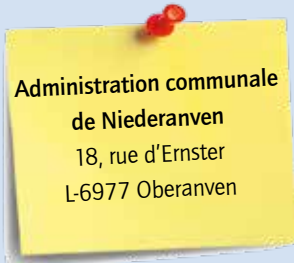 Administration communale
de Niederanven
18, rue d'Ernster
L-6977 Oberanven